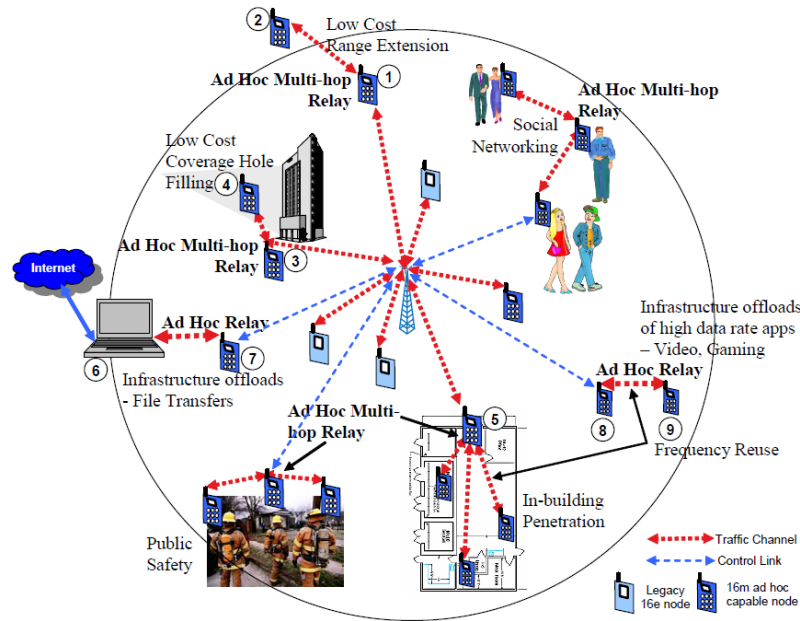 2
Low Cost
Range Extension
1
Ad Hoc Multi-hop
Relay
Ad Hoc Multi-hop
Relay
Social
Networking
Low Cost
Coverage Hole
Filling
4
Ad Hoc Multi-hop
Relay
3
Internet
Ad Hoc Relay
6
7
Infrastructure offloads
- File Transfers
Infrastructure offloads
of high data rate apps
– Video, Gaming
Ad Hoc Relay
8
9
Frequency Reuse
Ad Hoc Multi-
hop Relay
5
In-building
Penetration
Public
Safety
Traffic Channel
Control Link
Legacy
16e node
16m ad hoc
capable node